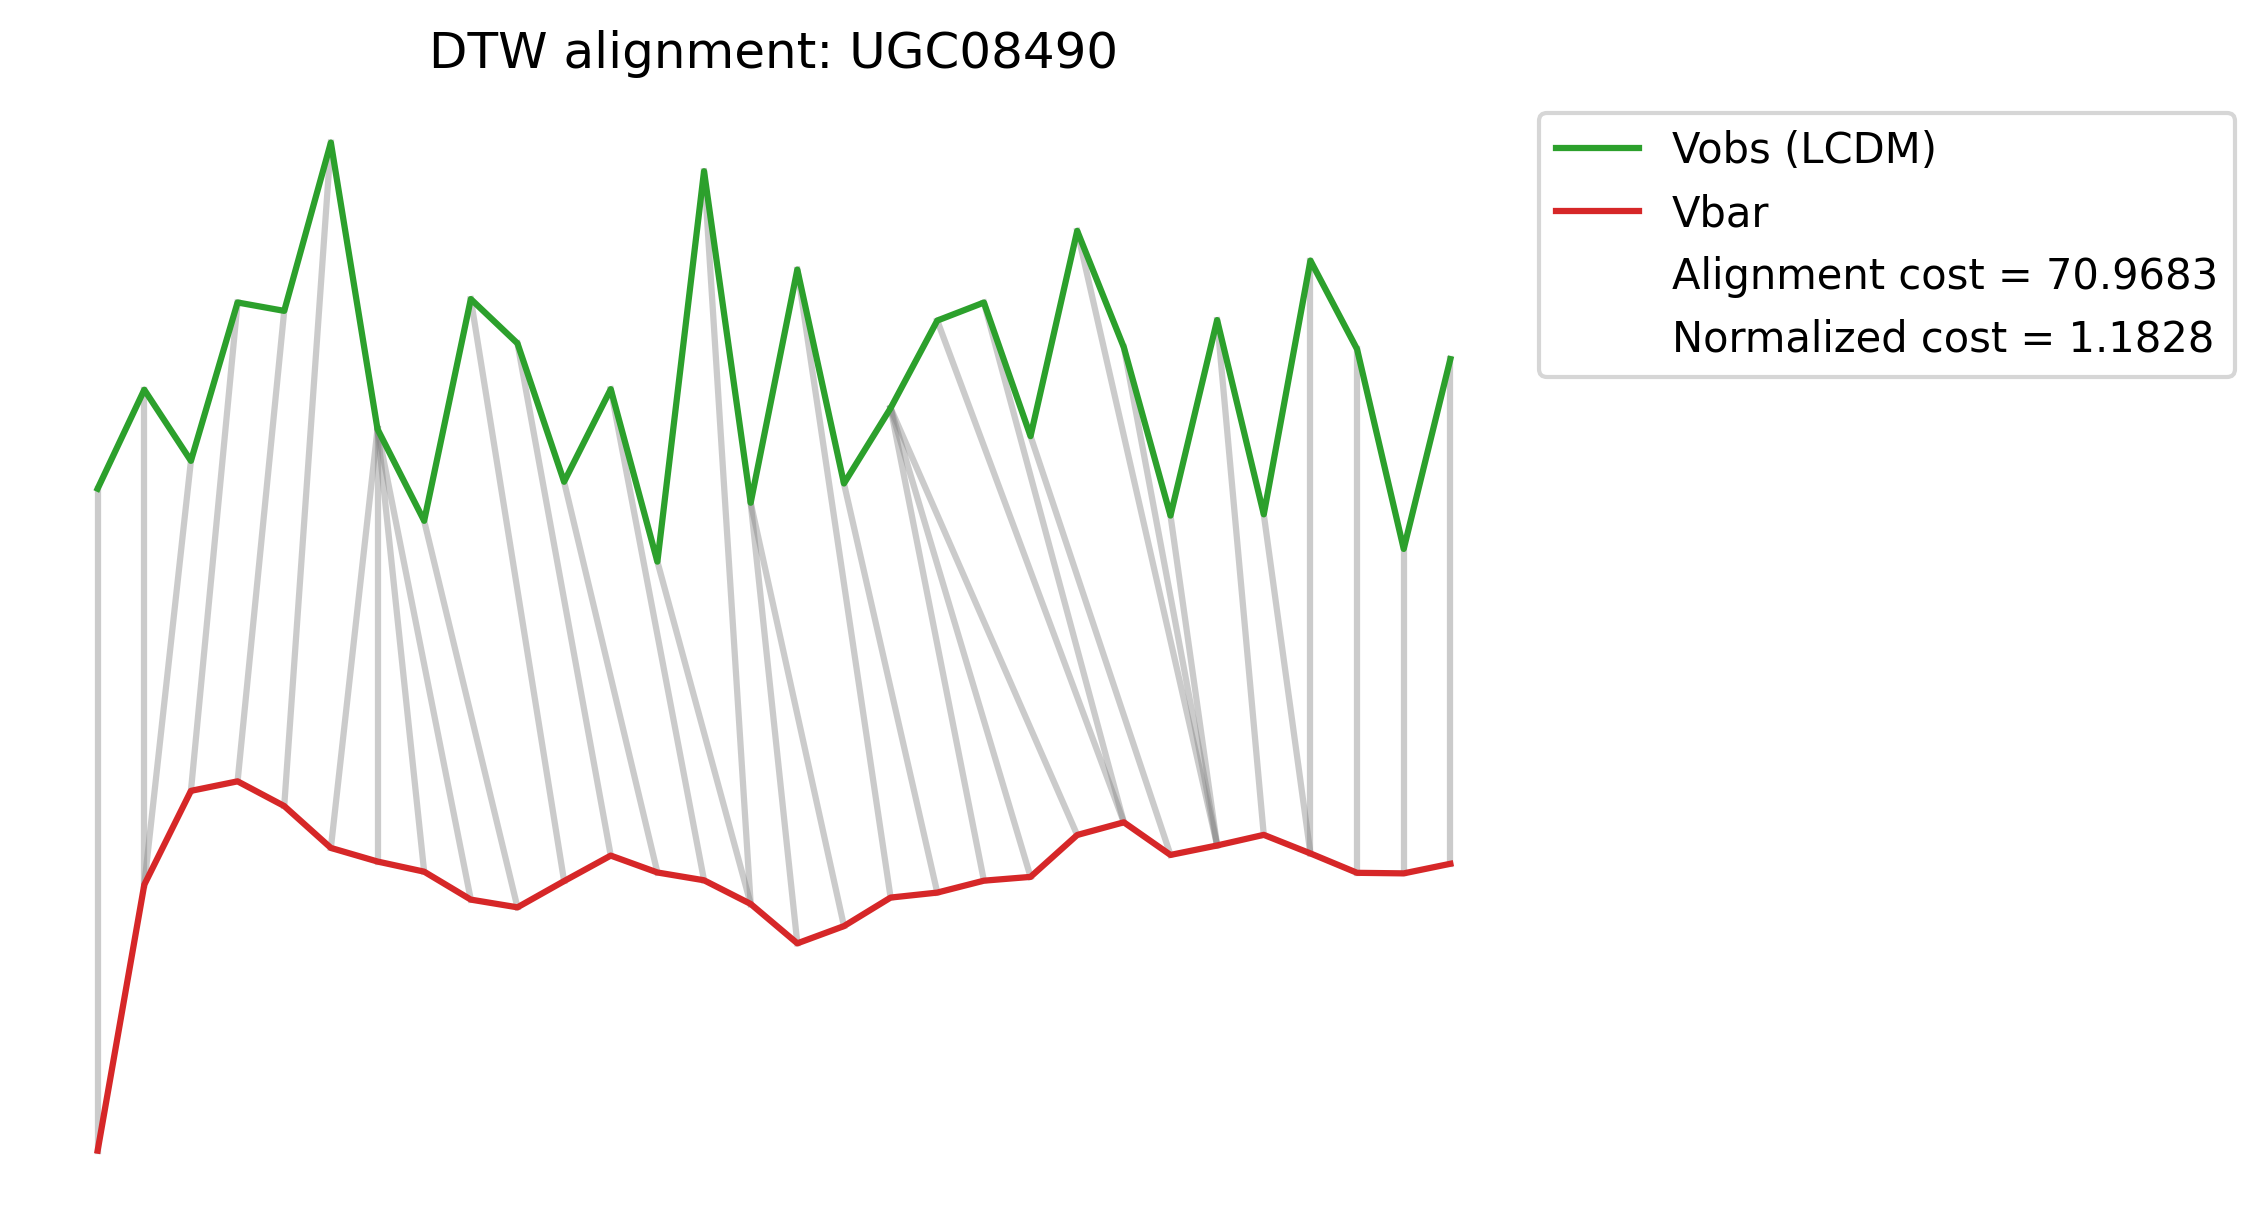 DTW alignment: UGC08490
Vobs (LCDM)
Vbar
Alignment cost = 70.9683
Normalized cost = 1.1828